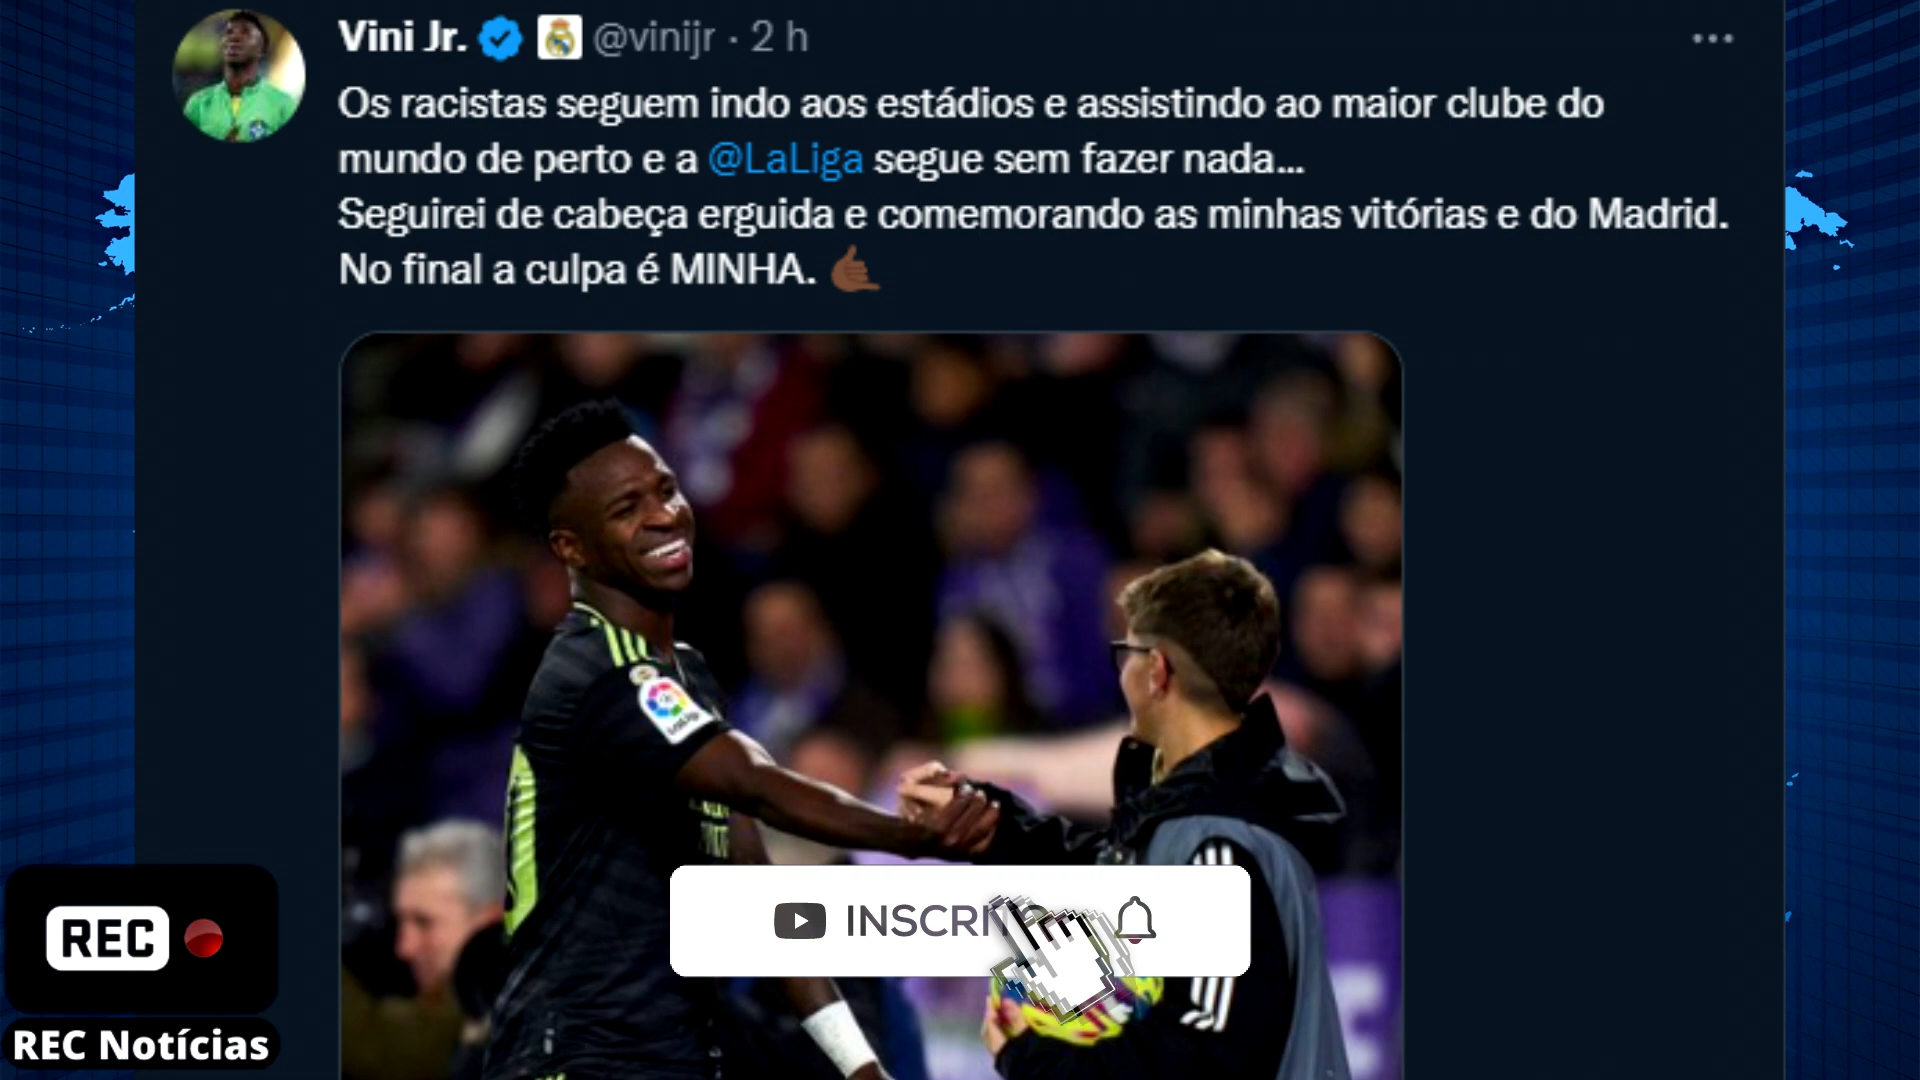 Vini Jr. @vinijr · 2 h
Os racistas seguem indo aos estádios e assistindo ao maior clube do
mundo de perto e a @LaLiga segue sem fazer nada...
Seguirei de cabeça erguida e comemorando as minhas vitórias e do Madrid.
No final a culpa é MINHA. 🤙🏾
LaLiga
REC
REC Notícias